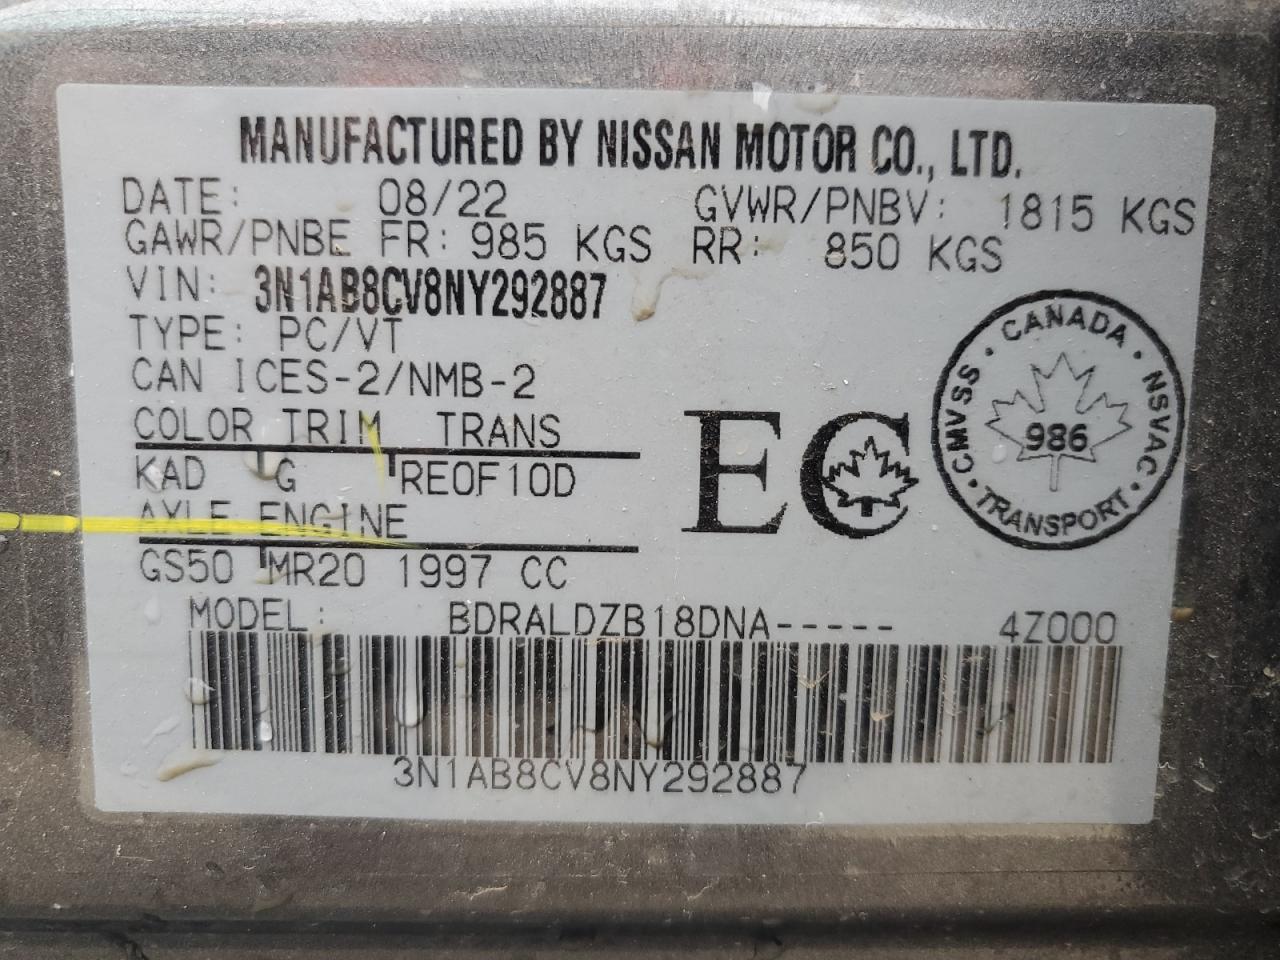 MANUFACTURED BY NISSAN MOTOR CO., LTD.
DATE: 08/22 GVWR/PNBV: 1815 KGS
GAWR/PNBE FR: 985 KGS RR: 850 KGS
VIN: 3N1AB8CV8NY292887
TYPE: PC/VT
CAN ICES-2/NMB-2
COLOR TRIM TRANS
KAD G RE0F10D
AXLE ENGINE
GS50 MR20 1997 CC
EC
CANADA
CMVSS · NSVAC
986
TRANSPORT
MODEL: BDRALDZB18DNA----- 4Z000
3N1AB8CV8NY292887